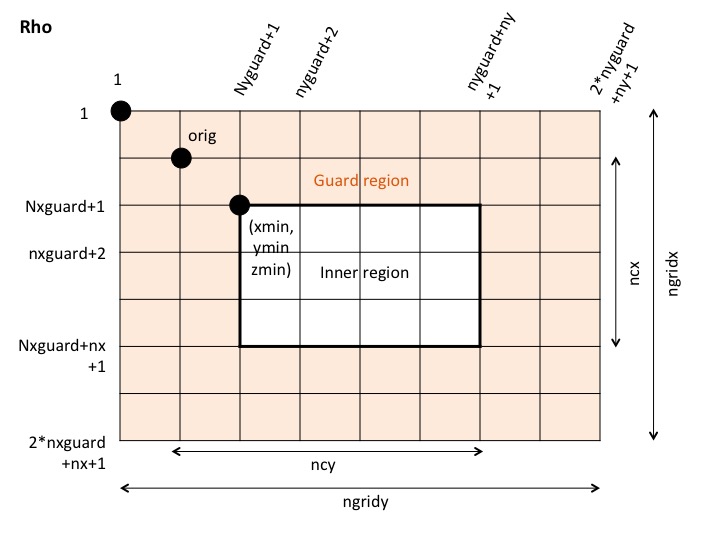 Rho
1
Nyguard+1
nyguard+2
nyguard+ny
+1
2*nyguard
+ny+1
1
orig
Guard region
Nxguard+1
(xmin,
ymin
zmin)
nxguard+2
Inner region
ncx
ngridx
Nxguard+nx
+1
2*nxguard
+nx+1
ncy
ngridy